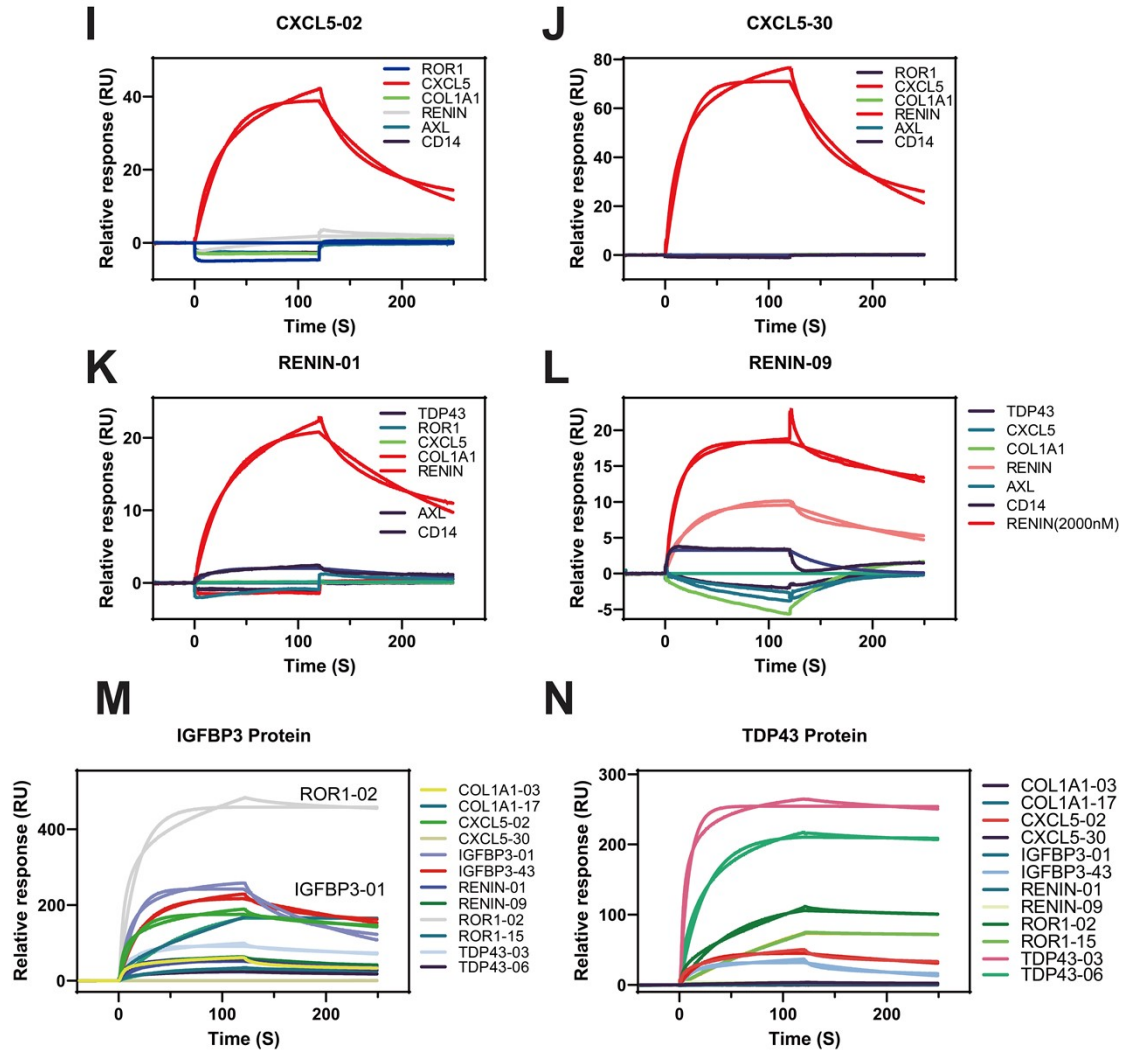 I
CXCL5-02
Relative response (RU)
40
20
0
0
100
200
Time (S)
ROR1
CXCL5
COL1A1
RENIN
AXL
CD14
J
CXCL5-30
Relative response (RU)
80
60
40
20
0
0
100
200
Time (S)
ROR1
CXCL5
COL1A1
RENIN
AXL
CD14
K
RENIN-01
Relative response (RU)
20
10
0
0
100
200
Time (S)
TDP43
ROR1
CXCL5
COL1A1
RENIN
AXL
CD14
L
RENIN-09
Relative response (RU)
20
15
10
5
0
-5
0
100
200
Time (S)
TDP43
CXCL5
COL1A1
RENIN
AXL
CD14
RENIN(2000nM)
M
IGFBP3 Protein
Relative response (RU)
400
200
0
0
100
200
Time (S)
ROR1-02
IGFBP3-01
COL1A1-03
COL1A1-17
CXCL5-02
CXCL5-30
IGFBP3-01
IGFBP3-43
RENIN-01
RENIN-09
ROR1-02
ROR1-15
TDP43-03
TDP43-06
N
TDP43 Protein
Relative response (RU)
300
200
100
0
0
100
200
Time (S)
COL1A1-03
COL1A1-17
CXCL5-02
CXCL5-30
IGFBP3-01
IGFBP3-43
RENIN-01
RENIN-09
ROR1-02
ROR1-15
TDP43-03
TDP43-06